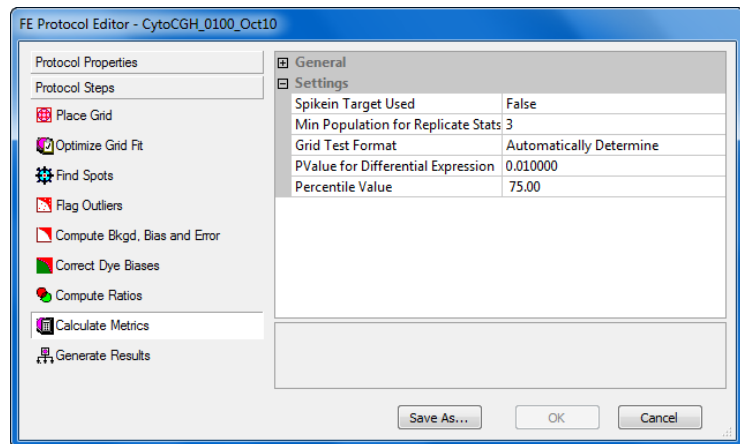 FE Protocol Editor - CytoCGH_0100_Oct10
Protocol Properties
Protocol Steps
Place Grid
Optimize Grid Fit
Find Spots
Flag Outliers
Compute Bkgd, Bias and Error
Correct Dye Biases
Compute Ratios
Calculate Metrics
Generate Results
General
Settings
Spikein Target Used False
Min Population for Replicate Stats 3
Grid Test Format Automatically Determine
PValue for Differential Expression 0.010000
Percentile Value 75.00
Save As... OK Cancel